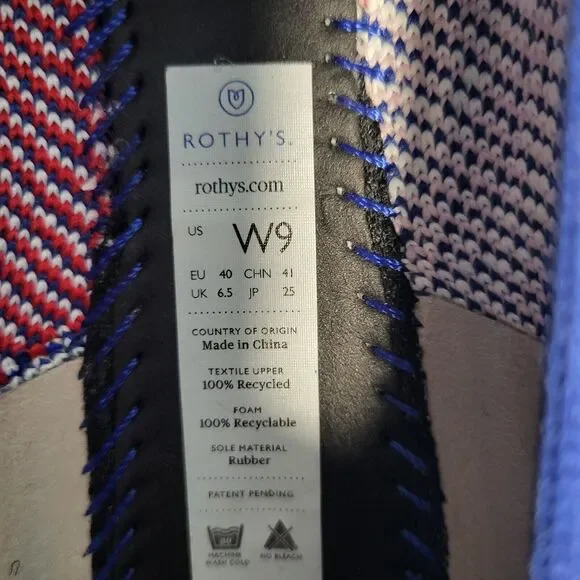 ROTHY'S.
rothys.com
US W9
EU 40 CHN 41
UK 6.5 JP 25
COUNTRY OF ORIGIN
Made in China
TEXTILE UPPER
100% Recycled
FOAM
100% Recyclable
SOLE MATERIAL
Rubber
PATENT PENDING
MACHINE WASH COLD
NO BLEACH